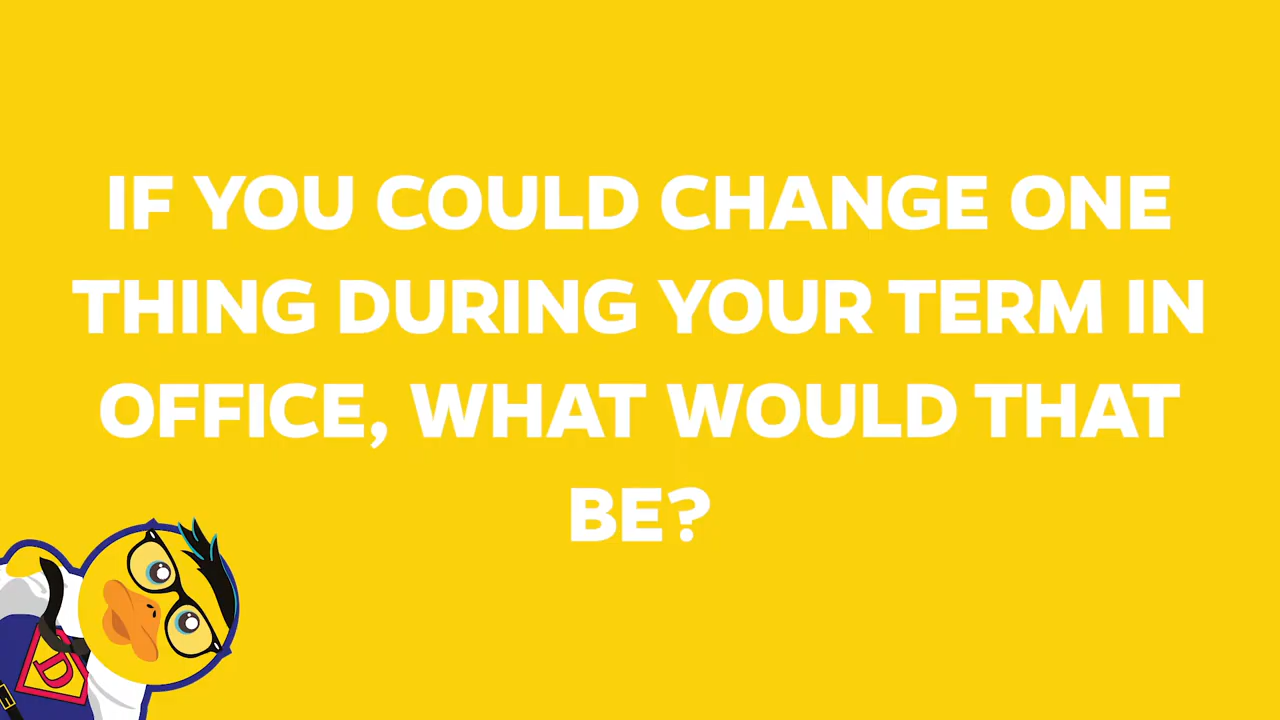 IF YOU COULD CHANGE ONE
THING DURING YOUR TERM IN
OFFICE, WHAT WOULD THAT
BE?
D